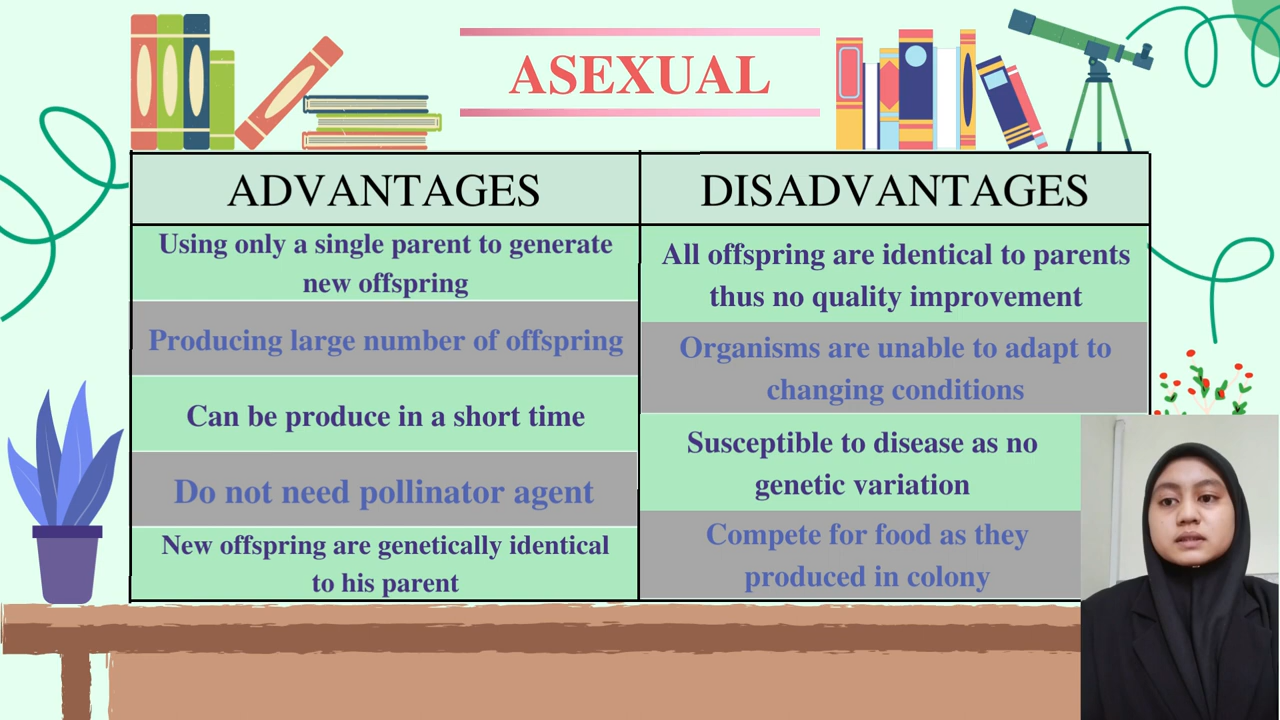 ASEXUAL
ADVANTAGES
DISADVANTAGES
Using only a single parent to generate
new offspring
Producing large number of offspring
Can be produce in a short time
Do not need pollinator agent
New offspring are genetically identical
to his parent
All offspring are identical to parents
thus no quality improvement
Organisms are unable to adapt to
changing conditions
Susceptible to disease as no
genetic variation
Compete for food as they
produced in colony